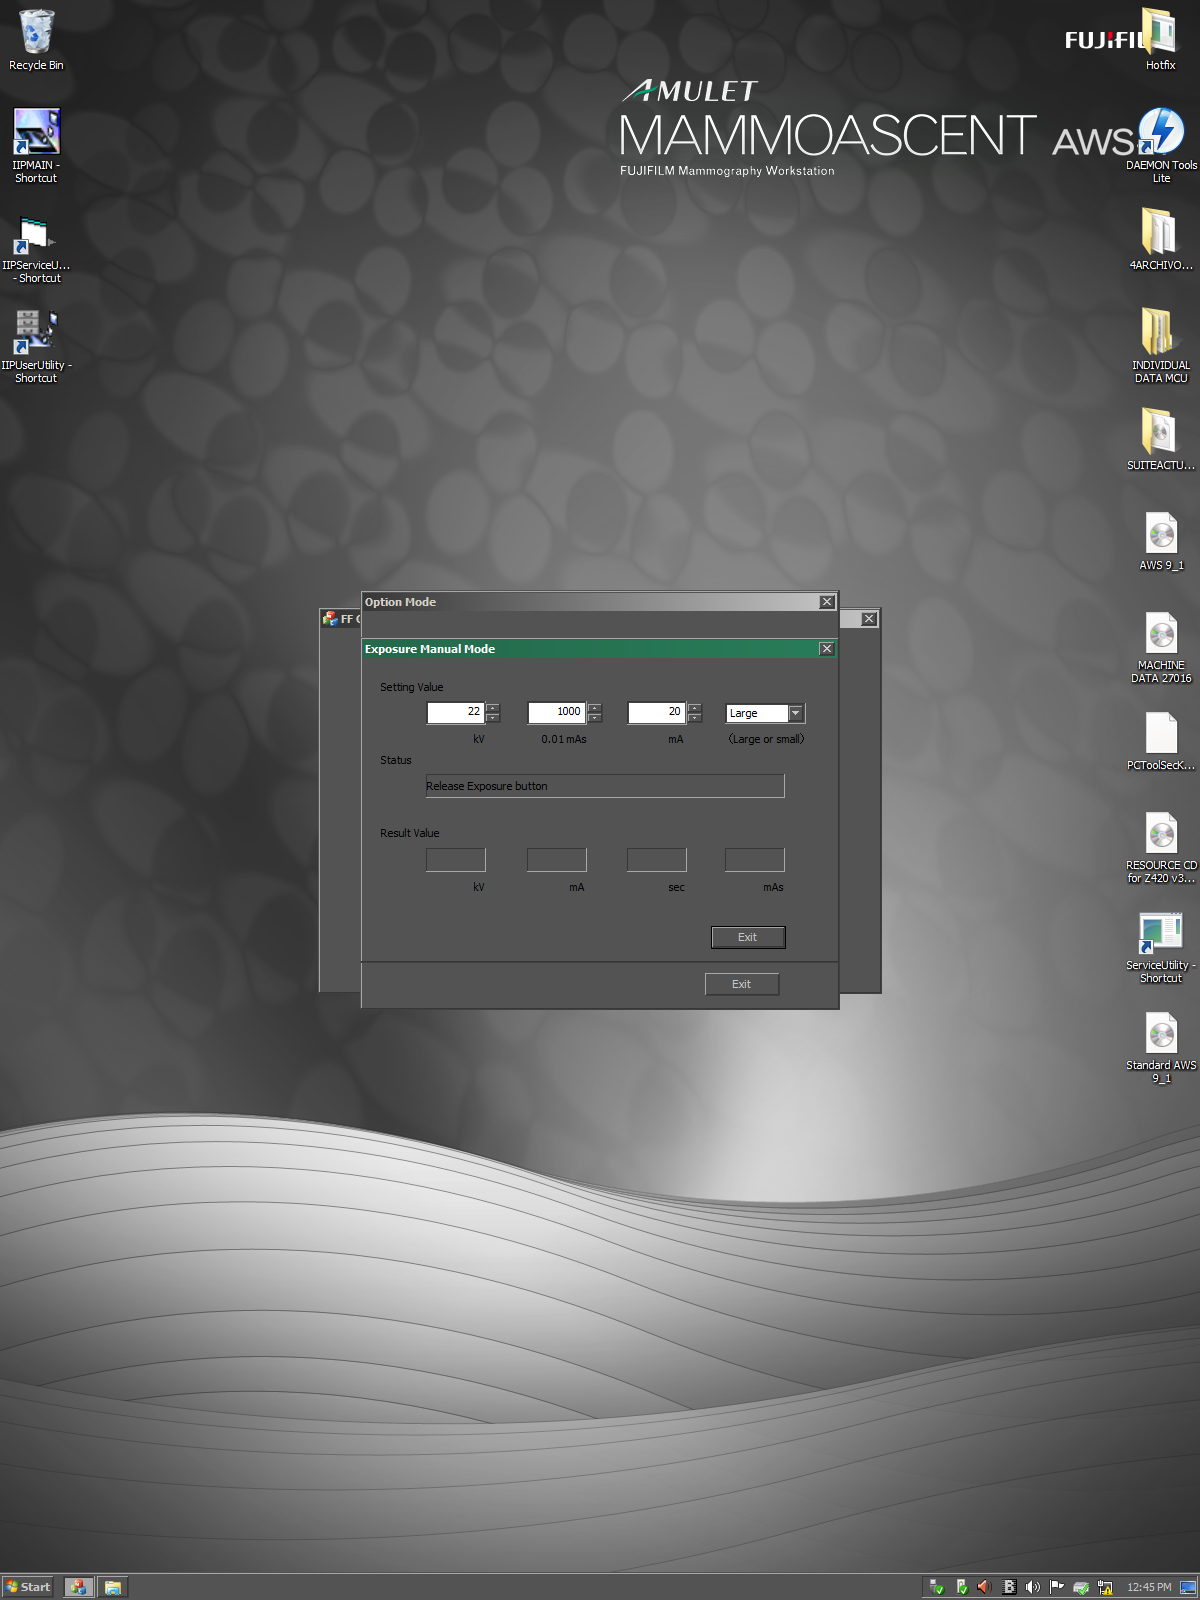 Recycle Bin
IIPMAIN -
Shortcut
IIPServiceU...
- Shortcut
IIPUserUtility -
Shortcut
AMULET
MAMMOASCENT AWS
FUJIFILM Mammography Workstation
FUJIFIL
Hotfix
DAEMON Tools
Lite
4ARCHIVO...
INDIVIDUAL
DATA MCU
SUITEACTU...
AWS 9_1
MACHINE
DATA 27016
PCToolSecK...
RESOURCE CD
for Z420 v3...
ServiceUtility -
Shortcut
Standard AWS
9_1
FF
Option Mode
Exposure Manual Mode
Setting Value
22
1000
20
Large
kV
0.01 mAs
mA
(Large or small)
Status
Release Exposure button
Result Value
kV
mA
sec
mAs
Exit
Exit
Start
12:45 PM